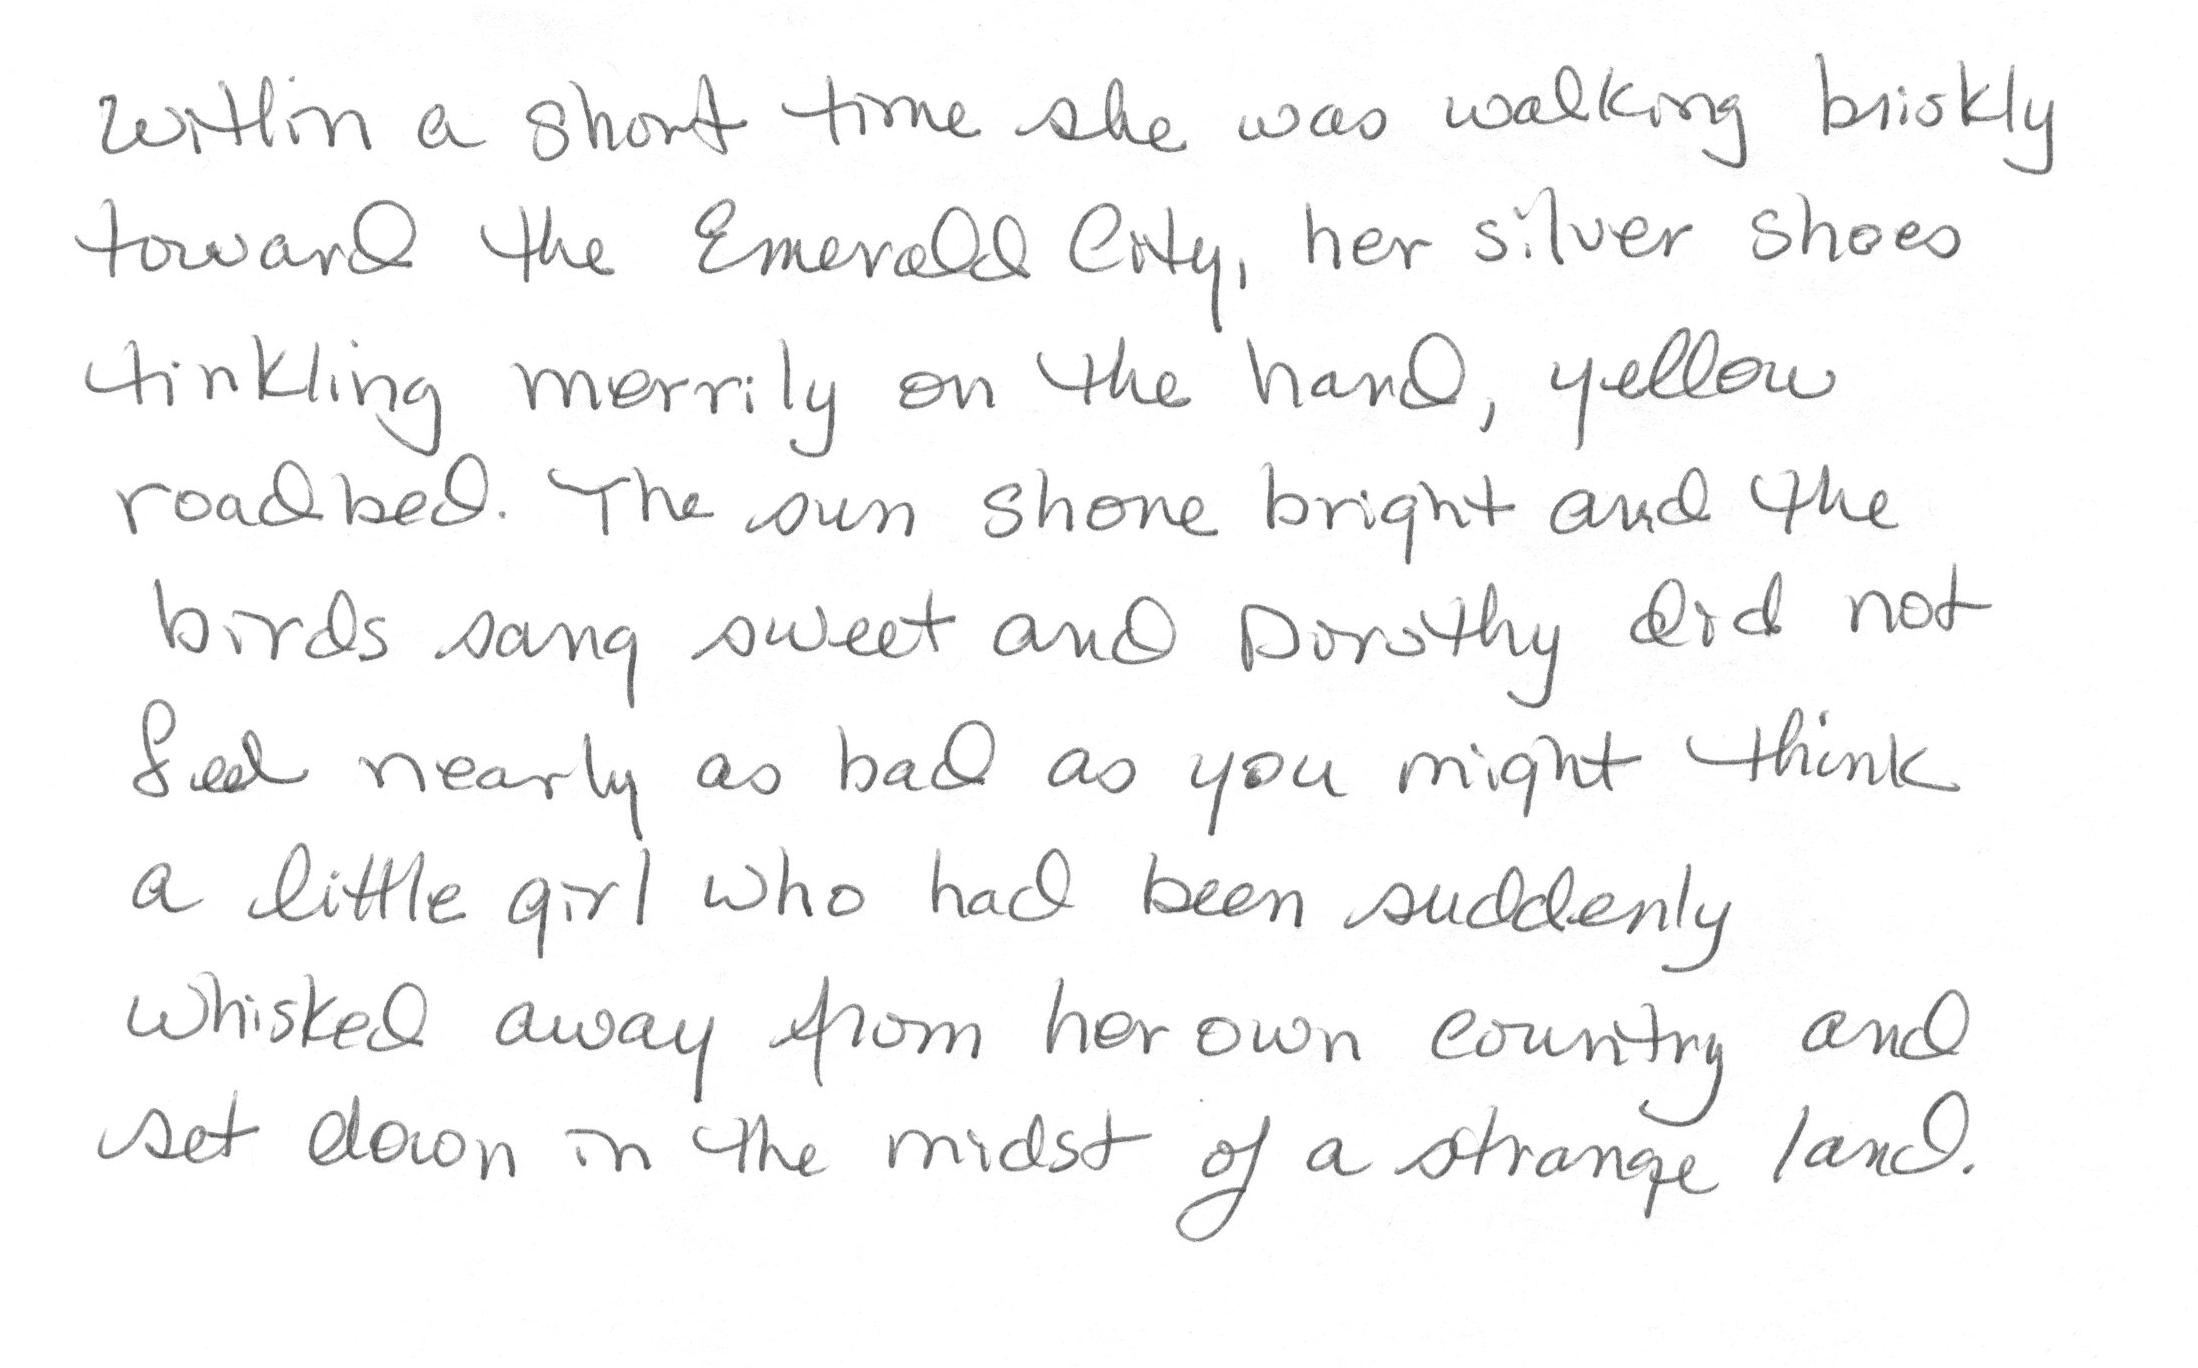 Within a short time she was walking briskly
toward the Emerald City, her silver shoes
tinkling merrily on the hard, yellow
roadbed. The sun shone bright and the
birds sang sweet and Dorothy did not
feel nearly as bad as you might think
a little girl who had been suddenly
whisked away from her own country and
set down in the midst of a strange land.